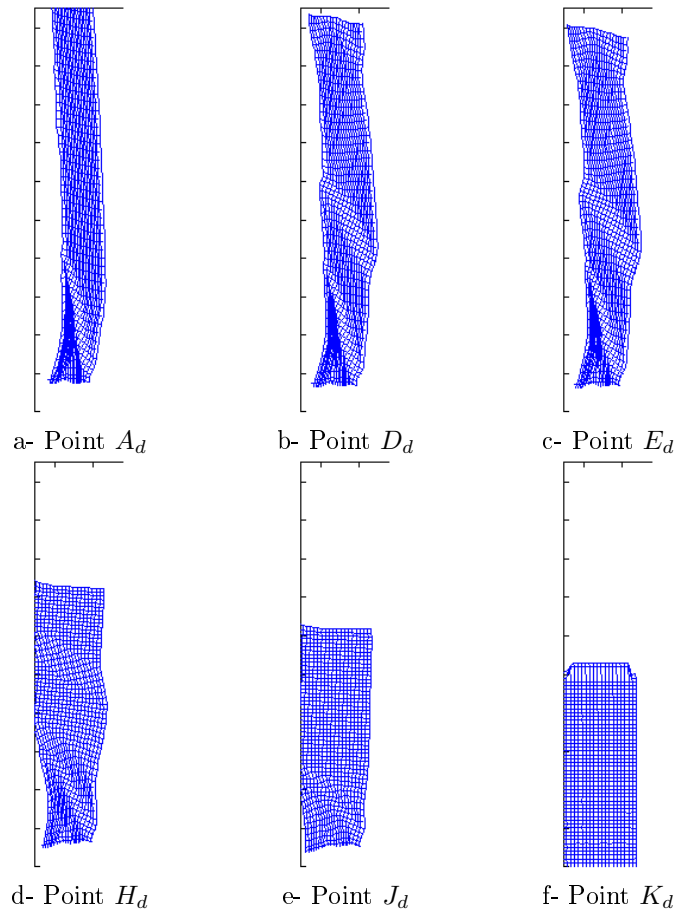 a- Point A_d
b- Point D_d
c- Point E_d
d- Point H_d
e- Point J_d
f- Point K_d